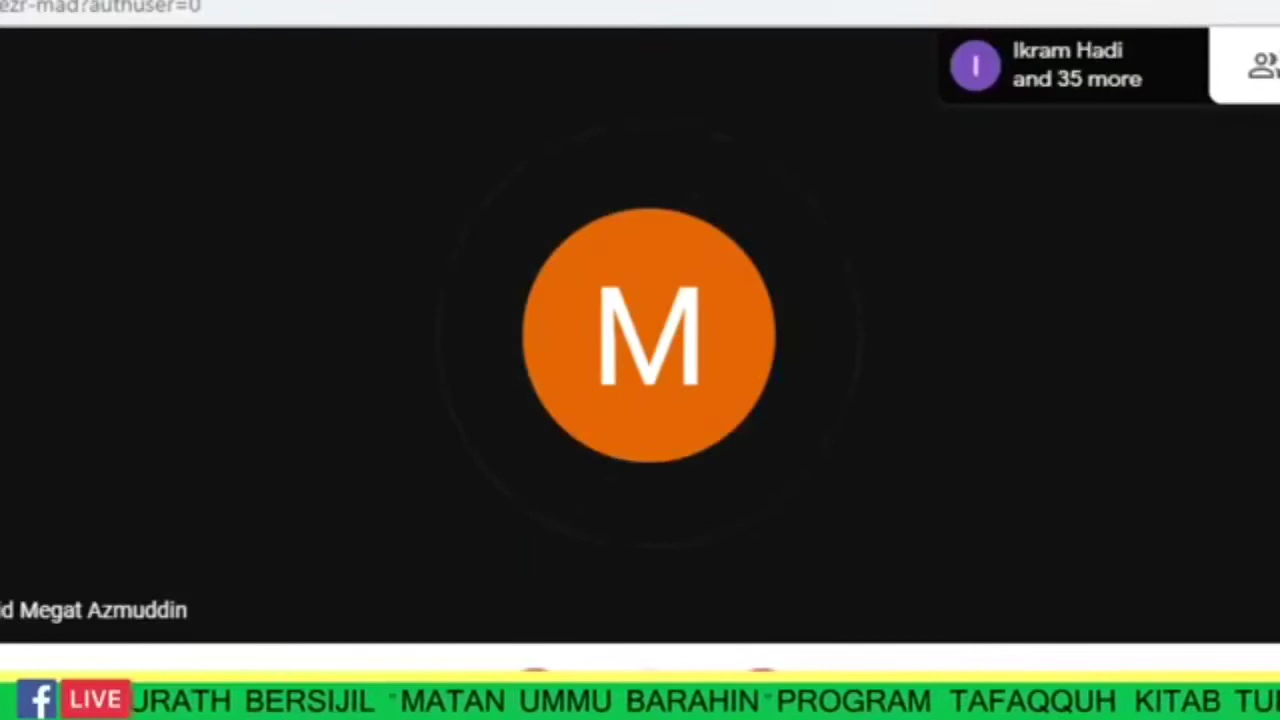 ezr-mad?authuser=0
Ikram Hadi
and 35 more
I
M
id Megat Azmuddin
LIVE URATH BERSIJIL "MATAN UMMU BARAHIN" PROGRAM TAFAQQUH KITAB TU